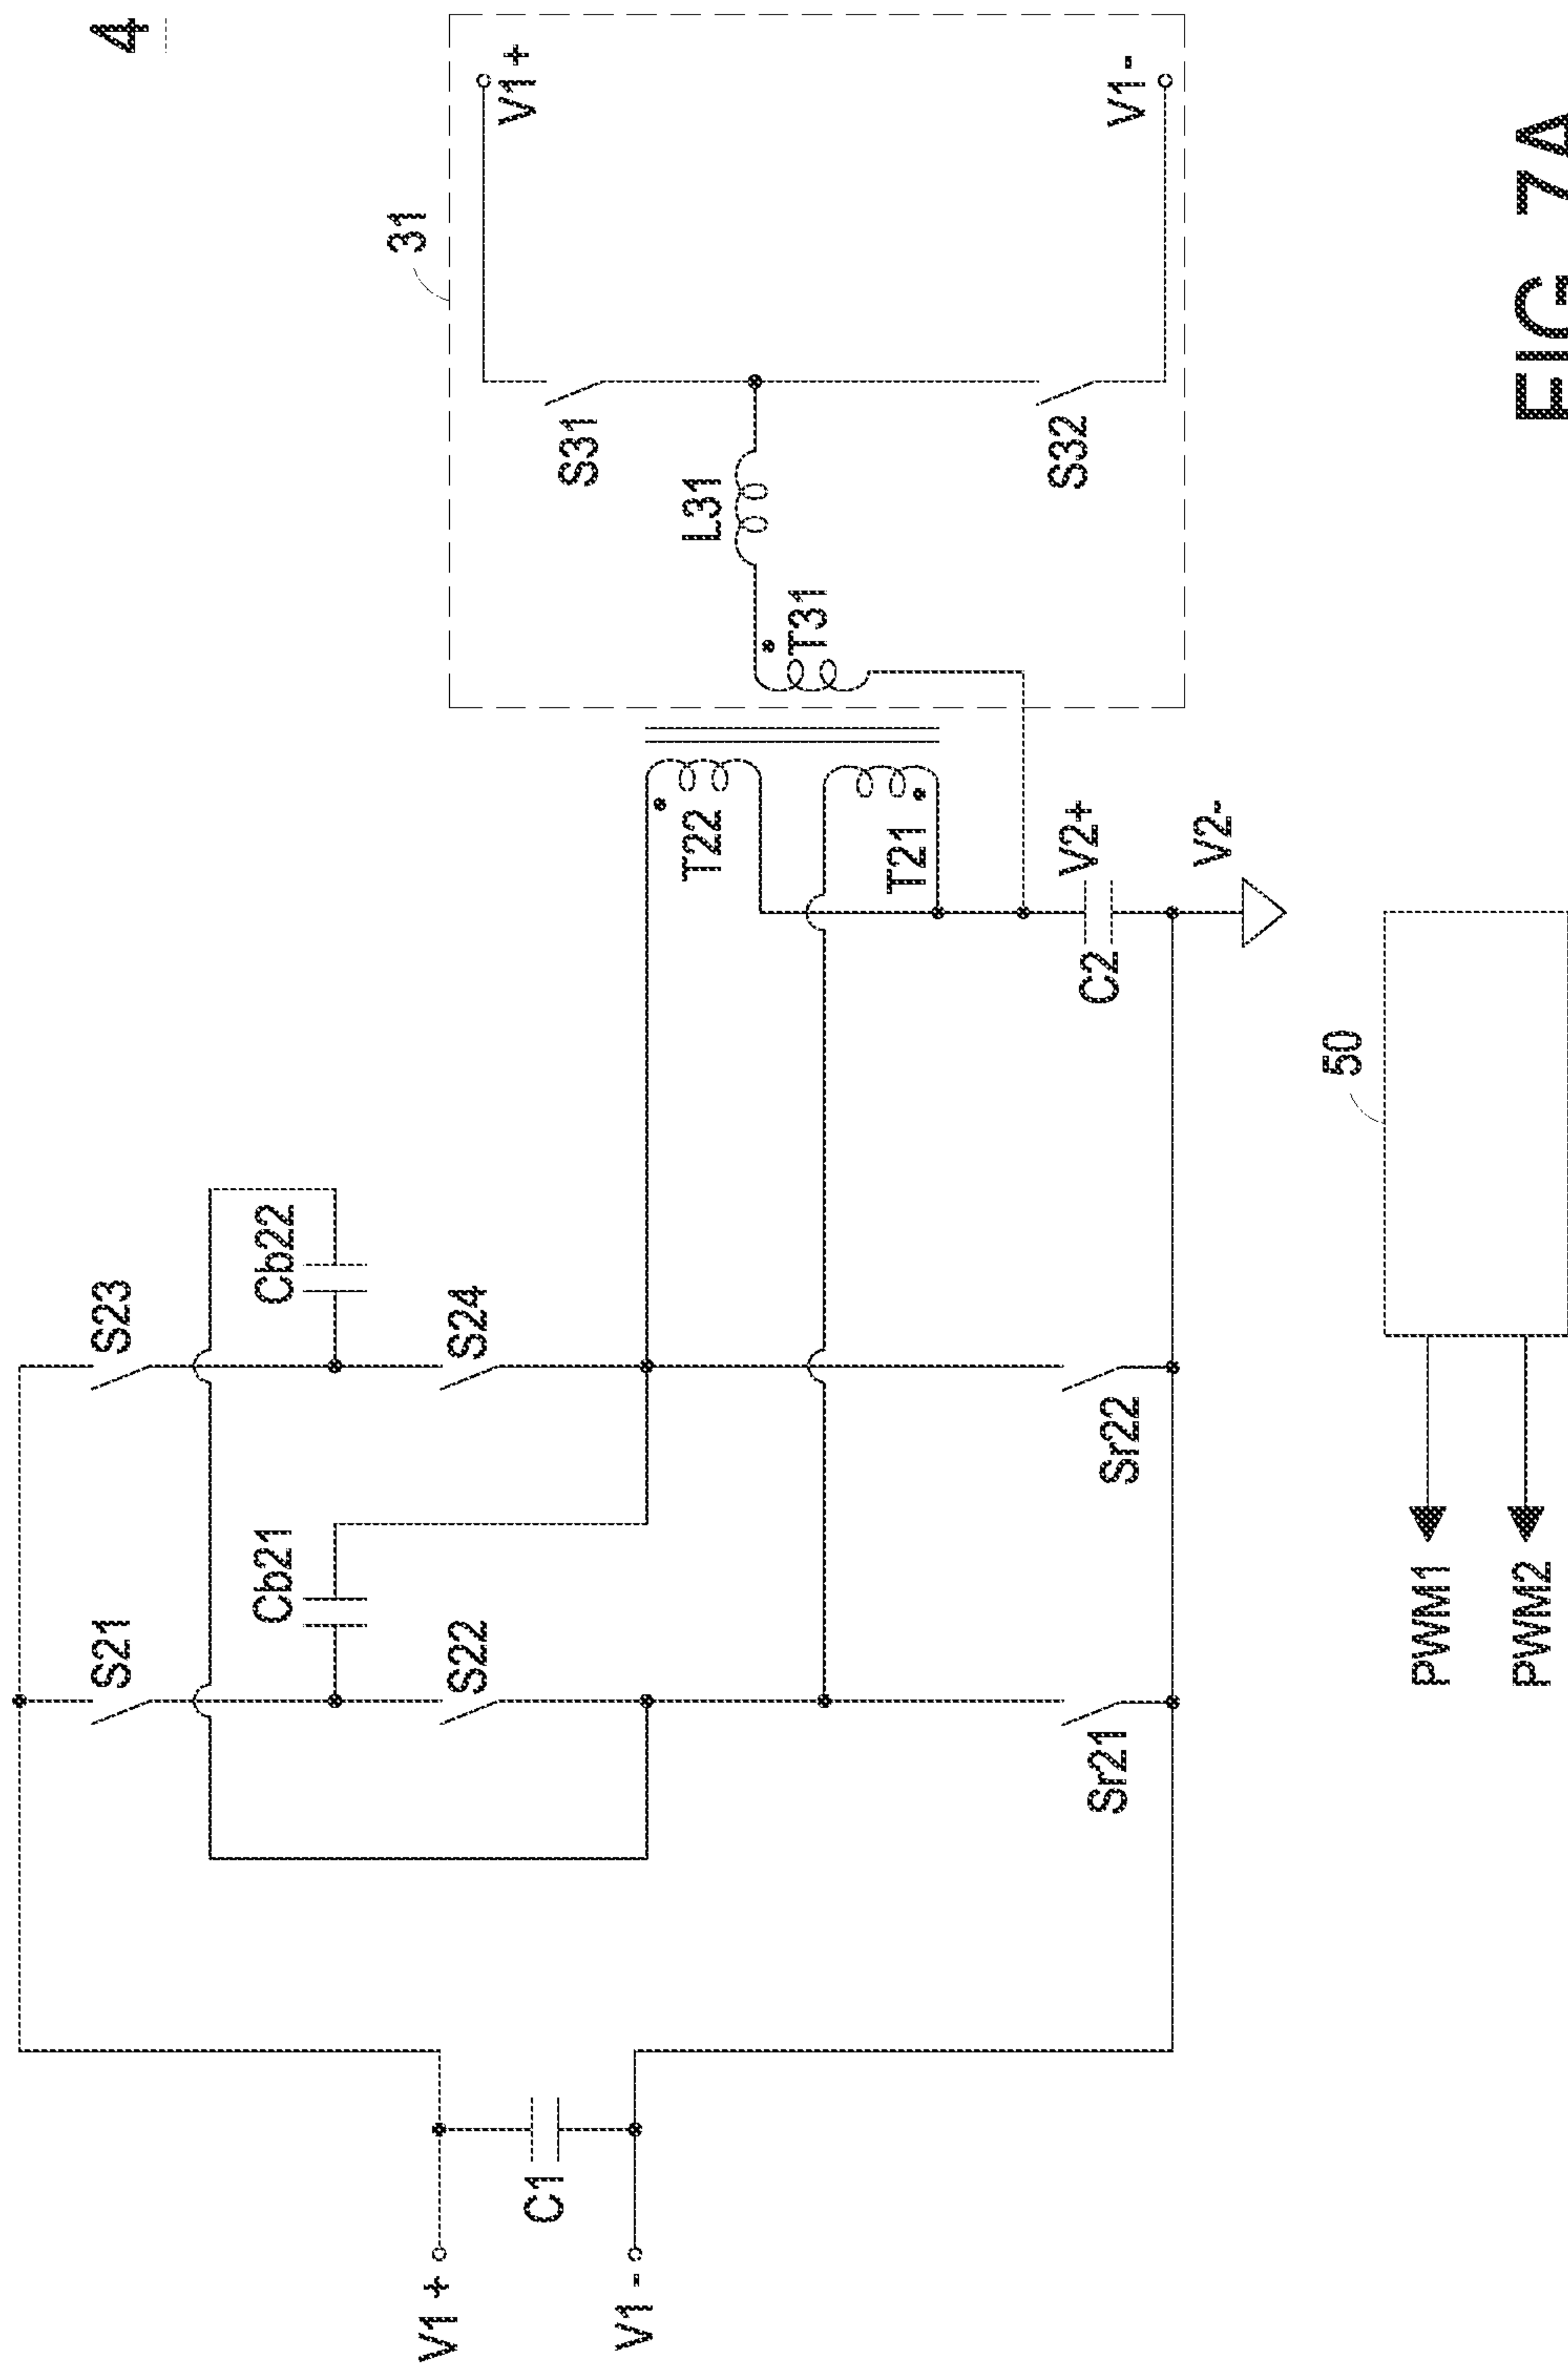 4
S21
S23
Cb21
Cb22
31
V1+
V1 +
S22
S24
S31
C1
T22
L31
V1 -
T31
T21
Sr21
Sr22
C2
V2+
S32
V1-
V2-
50
PWM1
PWM2
FIG. 7A